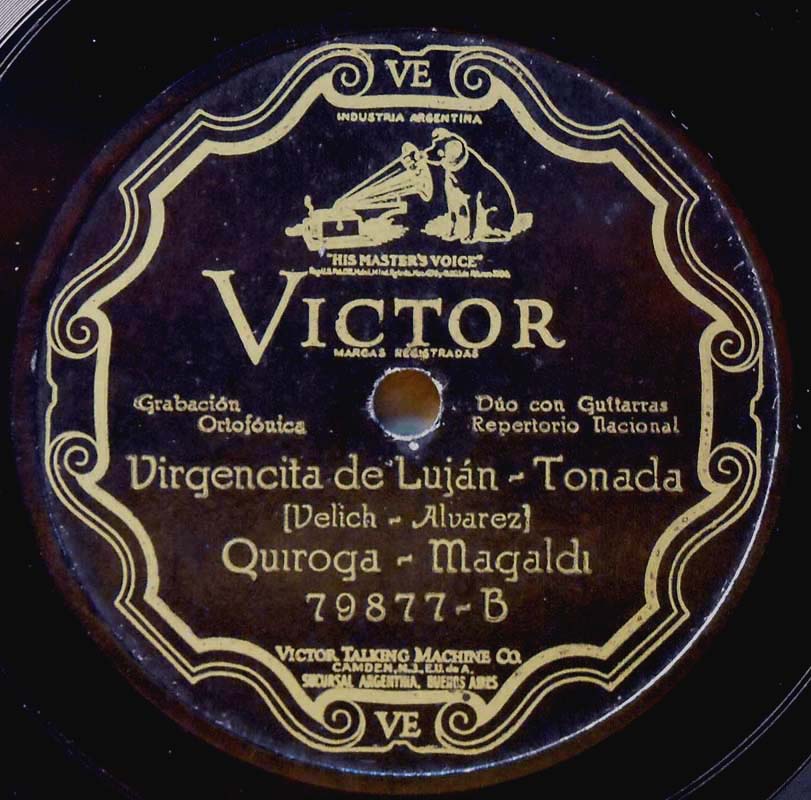 VE
INDUSTRIA ARGENTINA
"HIS MASTER'S VOICE"
VICTOR
MARCAS REGISTRADAS
Grabación Dúo con Guitarras
Ortofónica Repertorio Nacional
Virgencita de Luján - Tonada
[Velich - Alvarez]
Quiroga - Magaldi
79877-B
VICTOR TALKING MACHINE CO.
CAMDEN, N.J. E.U. de A.
SUCURSAL ARGENTINA, BUENOS AIRES
VE